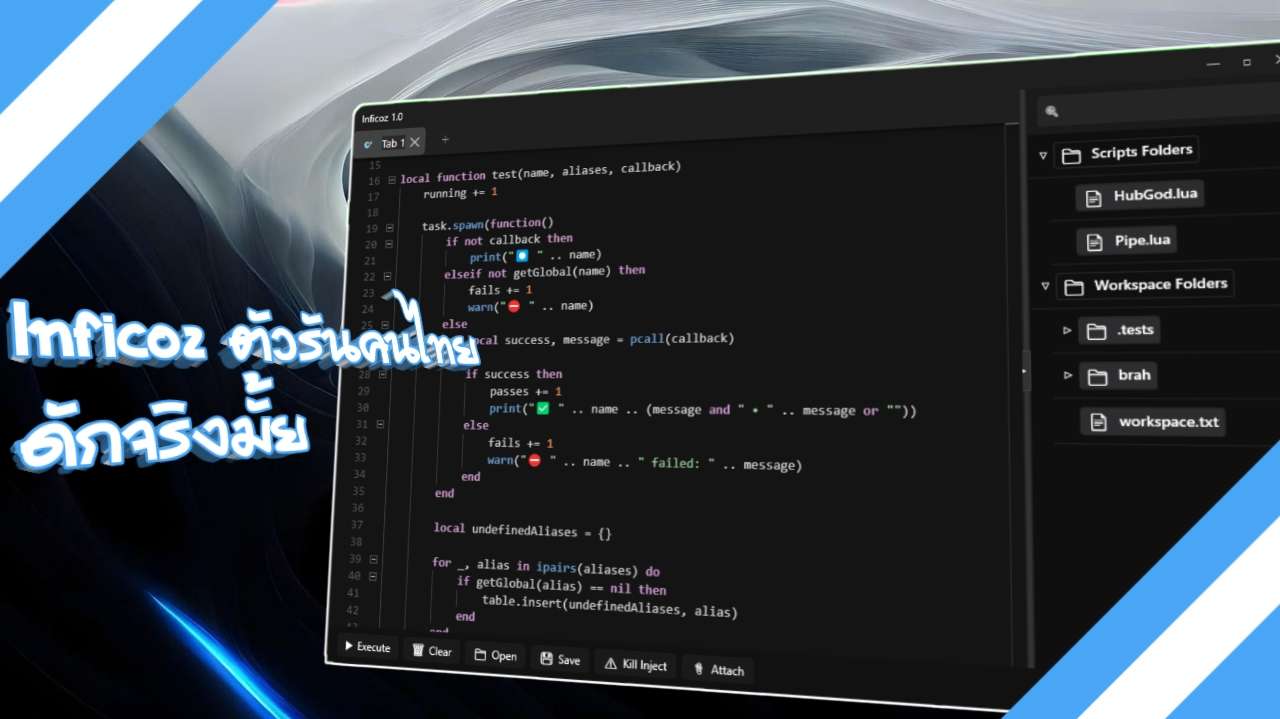 Inficoz 1.0
Tab 1
15
16 local function test(name, aliases, callback)
17 running += 1
18
19 task.spawn(function()
20 if not callback then
21 print("⏺️ " .. name)
22 elseif not getGlobal(name) then
23 fails += 1
24 warn("⛔ " .. name)
25 else
local success, message = pcall(callback)
28 if success then
29 passes += 1
30 print("✅ " .. name .. (message and " • " .. message or ""))
31 else
32 fails += 1
33 warn("⛔ " .. name .. " failed: " .. message)
34 end
35 end
36
37 local undefinedAliases = {}
38
39 for _, alias in ipairs(aliases) do
40 if getGlobal(alias) == nil then
41 table.insert(undefinedAliases, alias)
42 end
end
Execute Clear Open Save Kill Inject Attach
Scripts Folders
HubGod.lua
Pipe.lua
Workspace Folders
.tests
brah
workspace.txt
Inficoz ตัวรันคนไทย
ดักจริงมั้ย